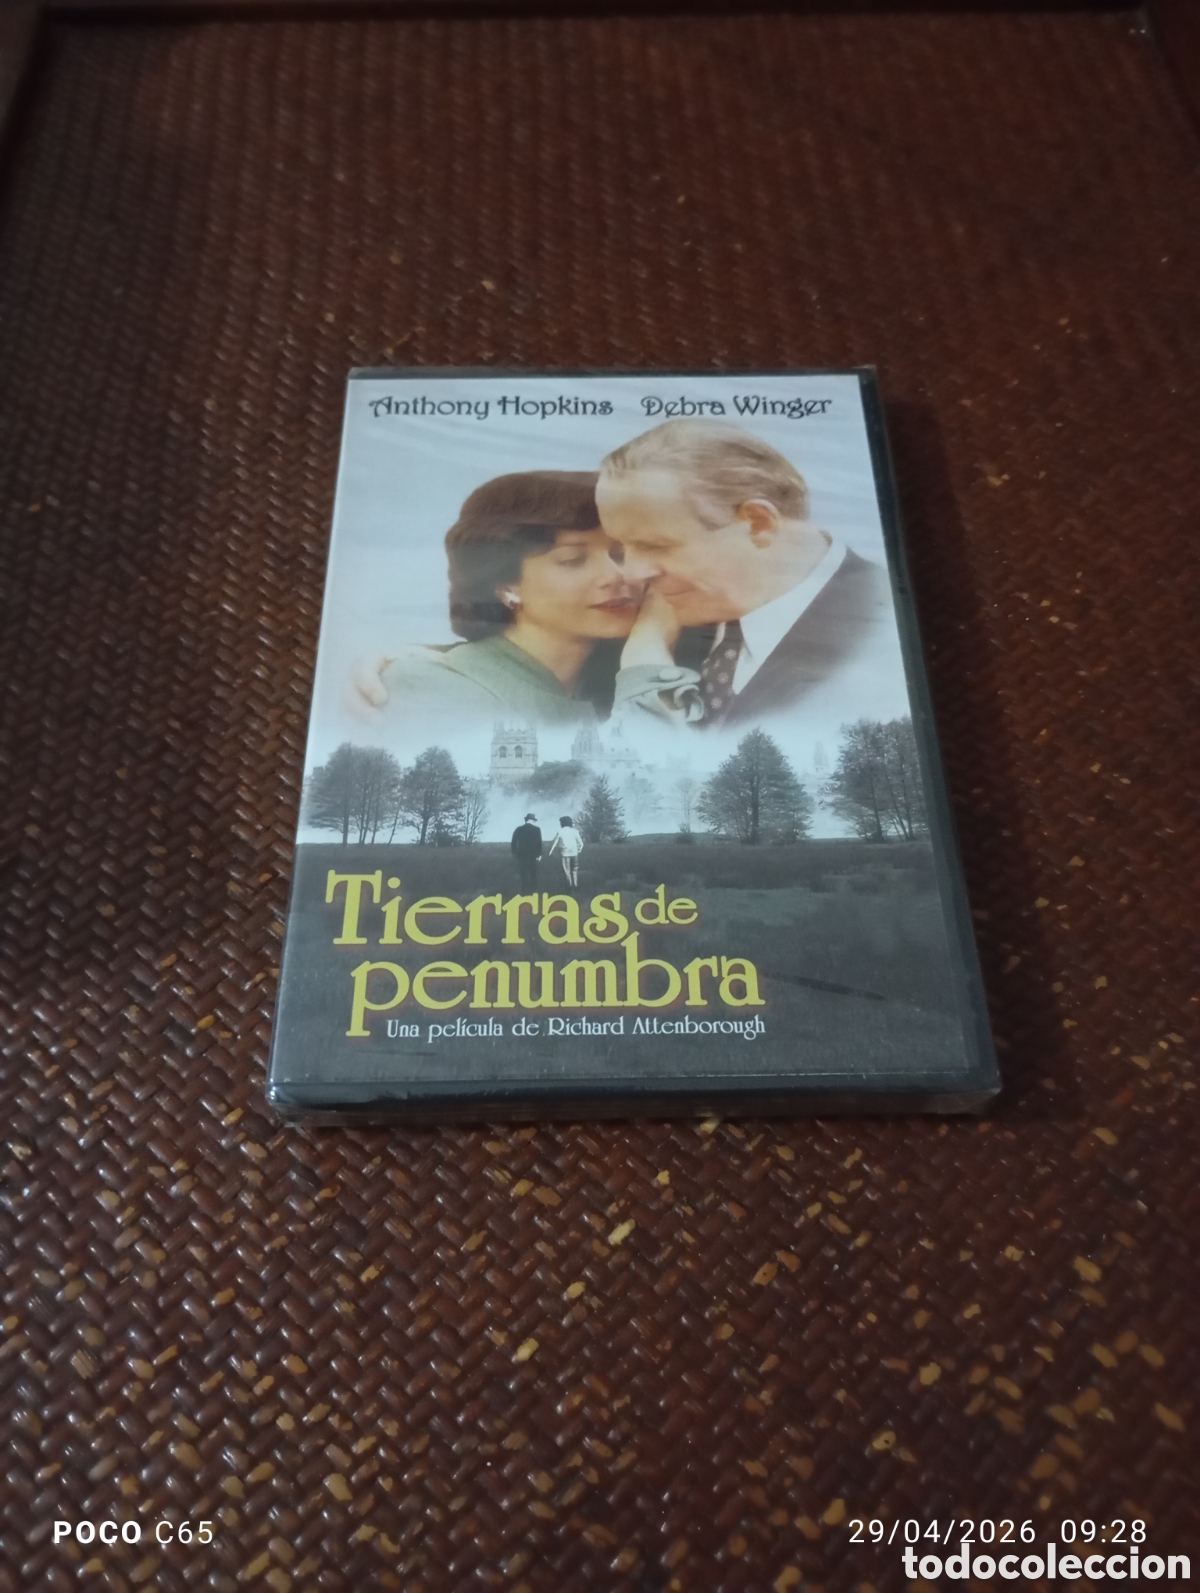 Anthony Hopkins Debra Winger
Tierras de
penumbra
Una película de Richard Attenborough
POCO C65
29/04/2026 09:28
todocoleccion